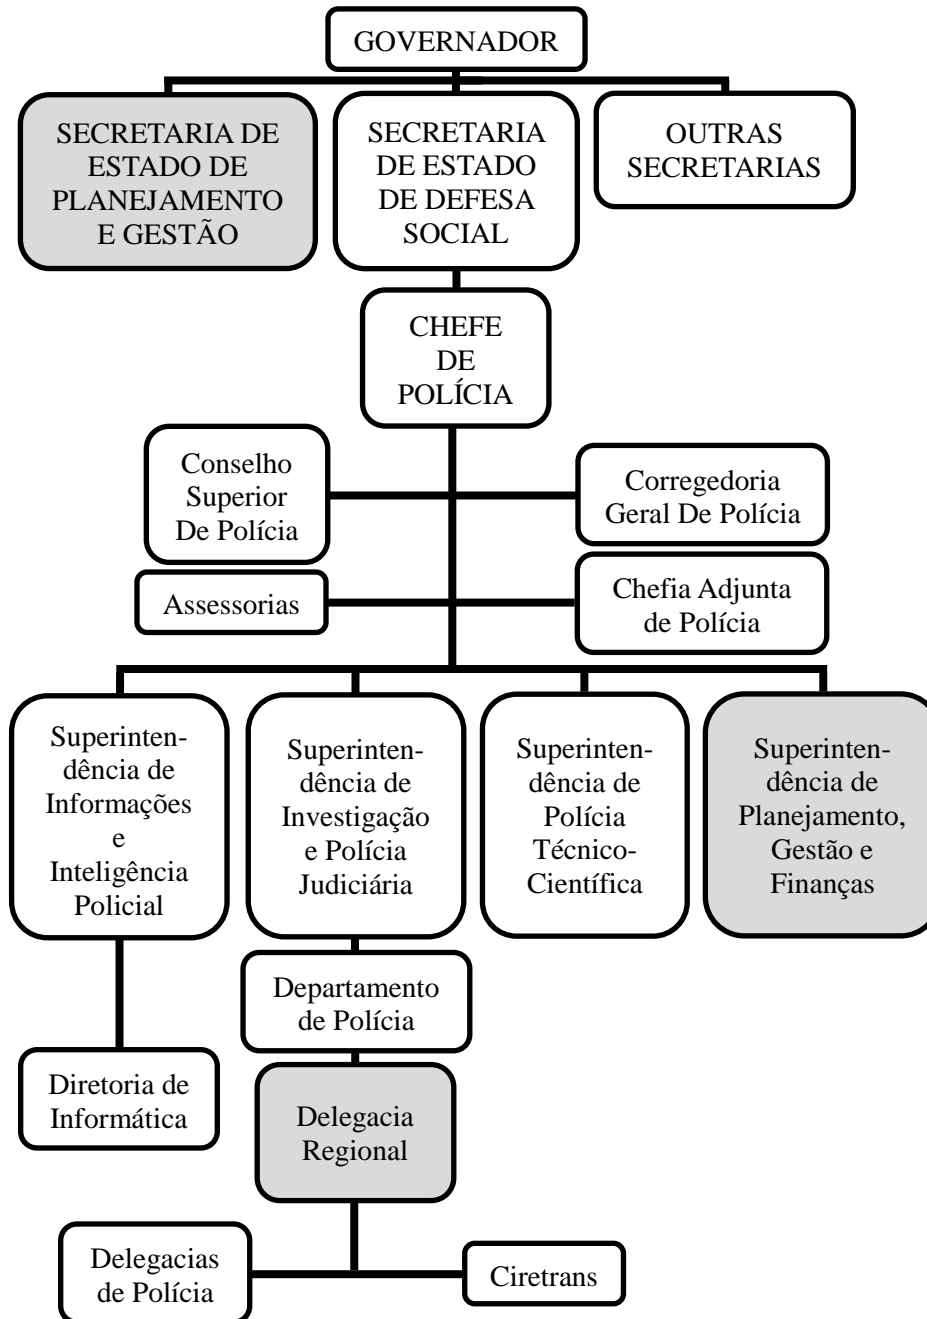 GOVERNADOR
SECRETARIA DE
ESTADO DE
PLANEJAMENTO
E GESTÃO
SECRETARIA
DE ESTADO
DE DEFESA
SOCIAL
OUTRAS
SECRETARIAS
CHEFE
DE
POLÍCIA
Conselho
Superior
De Polícia
Corregedoria
Geral De Polícia
Assessorias
Chefia Adjunta
de Polícia
Superinten-
dência de
Informações
e
Inteligência
Policial
Superinten-
dência de
Investigação
e Polícia
Judiciária
Superinten-
dência de
Polícia
Técnico-
Científica
Superinten-
dência de
Planejamento,
Gestão e
Finanças
Departamento
de Polícia
Diretoria de
Informática
Delegacia
Regional
Delegacias
de Polícia
Ciretrans